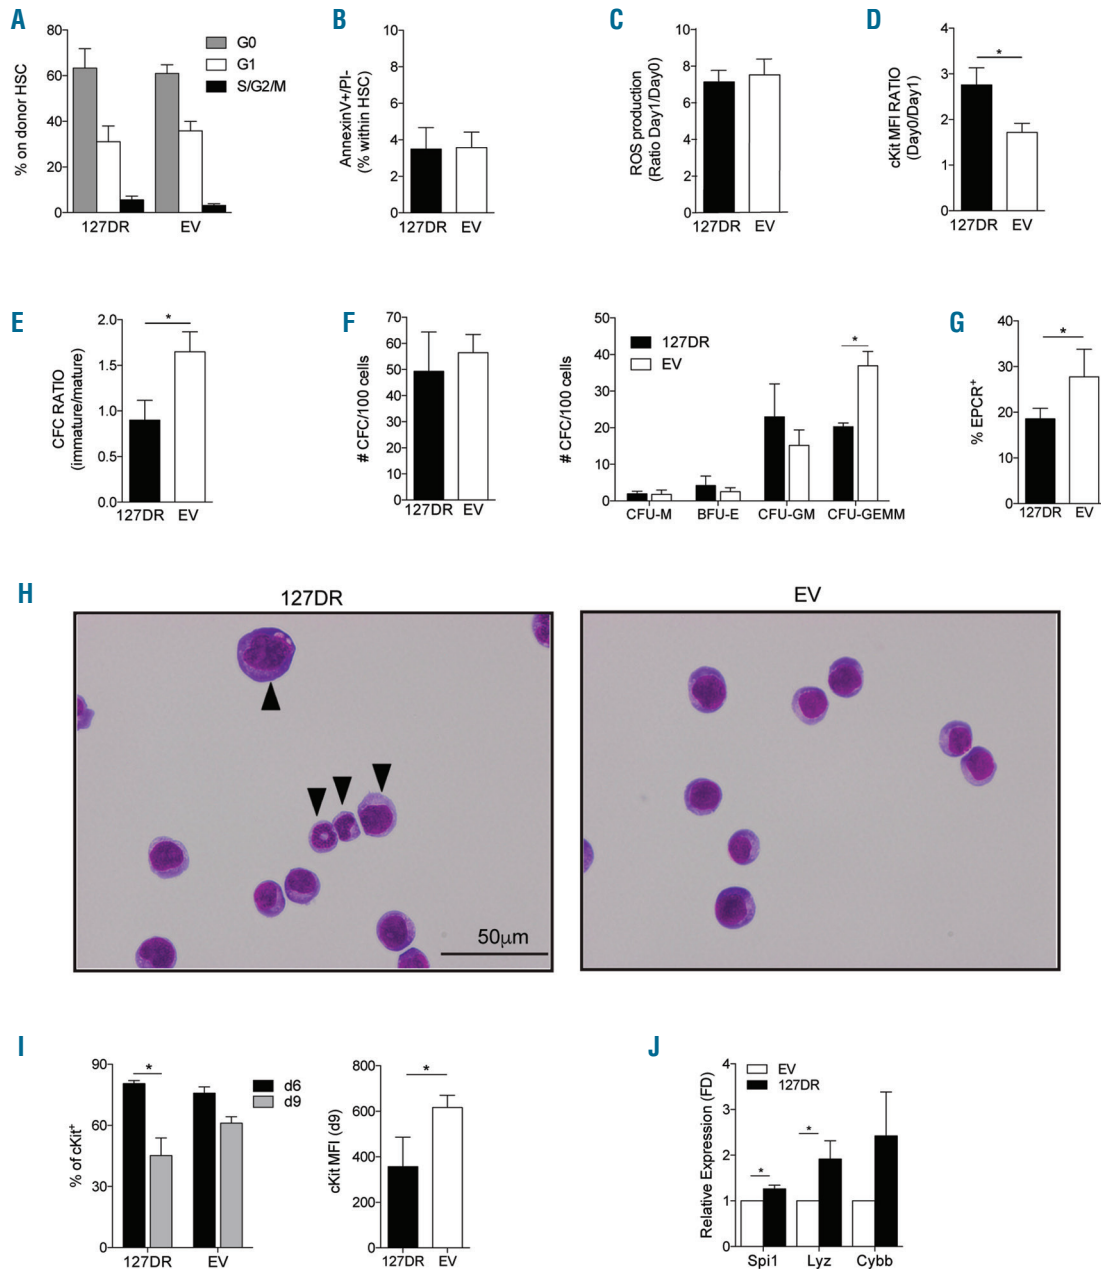 A
% on donor HSC
80
60
40
20
0
G0
G1
S/G2/M
127DR EV
B
AnnexinV+/PI-
(% within HSC)
10
8
6
4
2
0
127DR EV
C
ROS production
(Ratio Day1/Day0)
10
8
6
4
2
0
127DR EV
D
cKit MFI RATIO
(Day0/Day1)
4
3
2
1
0
*
127DR EV
E
CFC RATIO
(immature/mature)
2.0
1.5
1.0
0.5
0.0
*
127DR EV
F
# CFC/100 cells
70
60
50
40
30
20
10
0
127DR EV
# CFC/100 cells
50
40
30
20
10
0
127DR
EV
*
CFU-M BFU-E CFU-GM CFU-GEMM
G
% EPCR+
40
30
20
10
0
*
127DR EV
H
127DR
EV
50μm
I
% of cKit+
90
60
30
0
*
d6
d9
127DR EV
cKit MFI (d9)
800
600
400
200
0
*
127DR EV
J
Relative Expression (FD)
4
3
2
1
0
EV
127DR
*
*
Spi1 Lyz Cybb